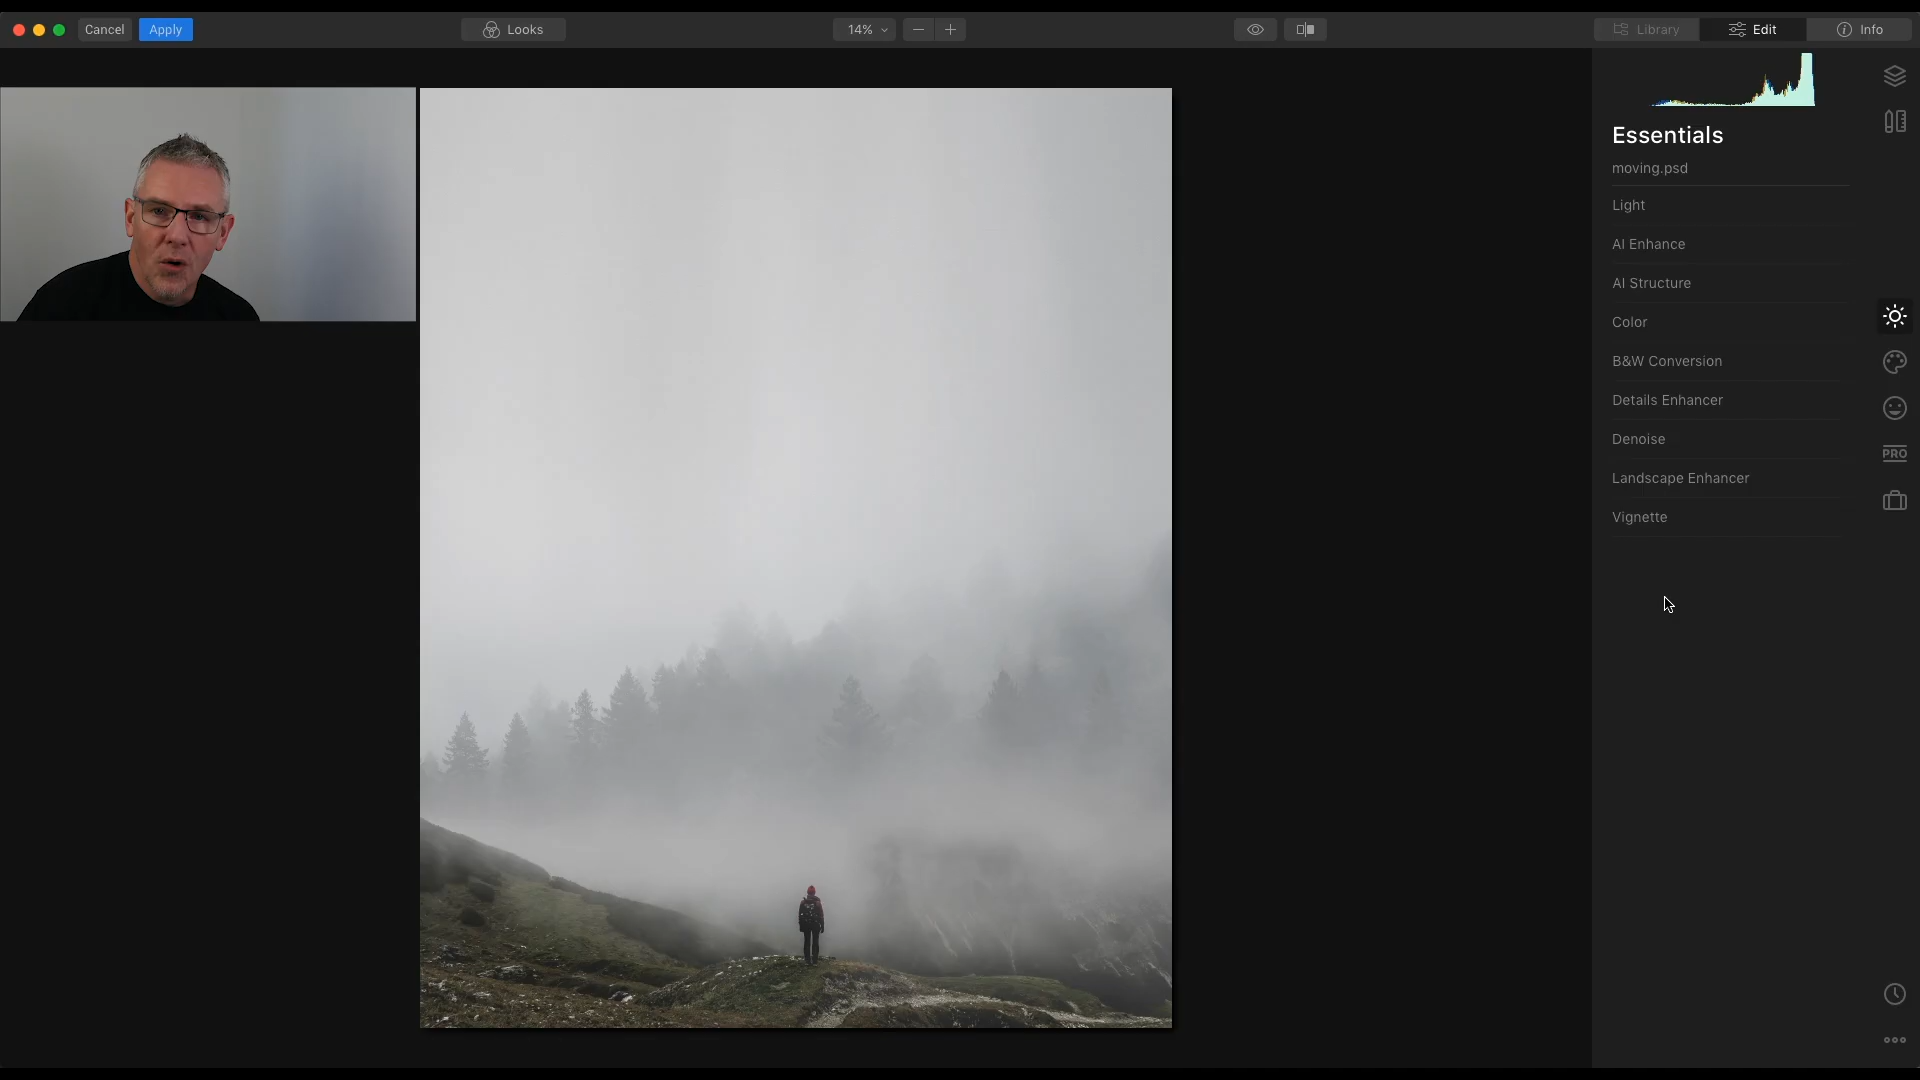 Cancel
Apply
Looks
14%
Library
Edit
Info
Essentials
moving.psd
Light
AI Enhance
AI Structure
Color
B&W Conversion
Details Enhancer
Denoise
Landscape Enhancer
Vignette
PRO